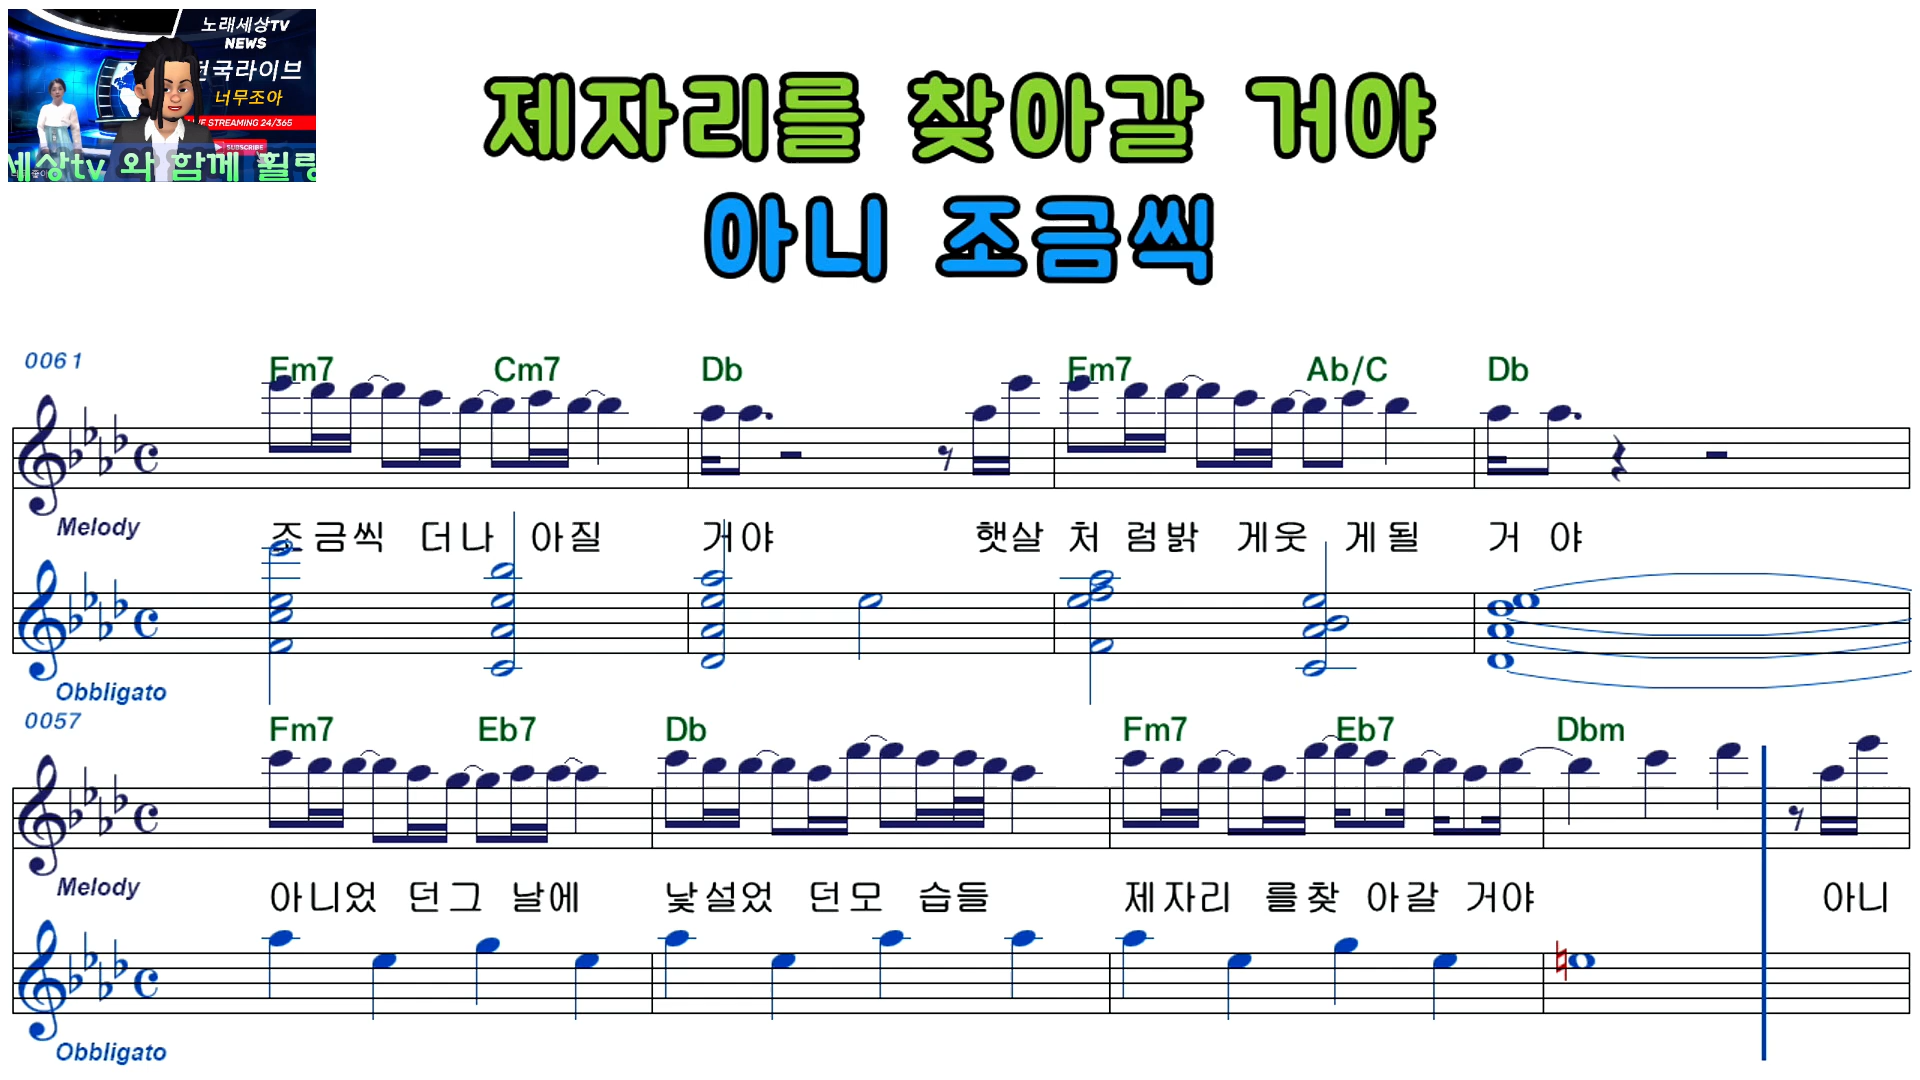 노래세상TV
NEWS
전국라이브
너무조아
LIVE STREAMING 24/365
SUBSCRIBE
세상tv 와 함께 힐링
제자리를 찾아갈 거야
아니 조금씩
0061
Fm7 Cm7 Db Fm7 Ab/C Db
Melody
조금씩 더나 아질 거야 햇살 처 럼밝 게웃 게될 거 야
Obbligato
0057
Fm7 Eb7 Db Fm7 Eb7 Dbm
Melody
아니었 던그 날에 낯설었 던모 습들 제자리 를찾 아갈 거야 아니
Obbligato